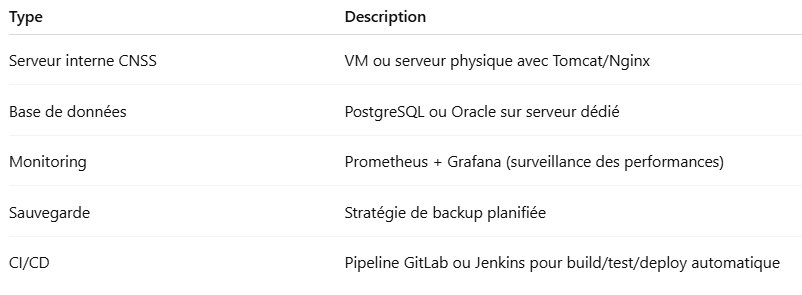 Type Description
Serveur interne CNSS VM ou serveur physique avec Tomcat/Nginx
Base de données PostgreSQL ou Oracle sur serveur dédié
Monitoring Prometheus + Grafana (surveillance des performances)
Sauvegarde Stratégie de backup planifiée
CI/CD Pipeline GitLab ou Jenkins pour build/test/deploy automatique